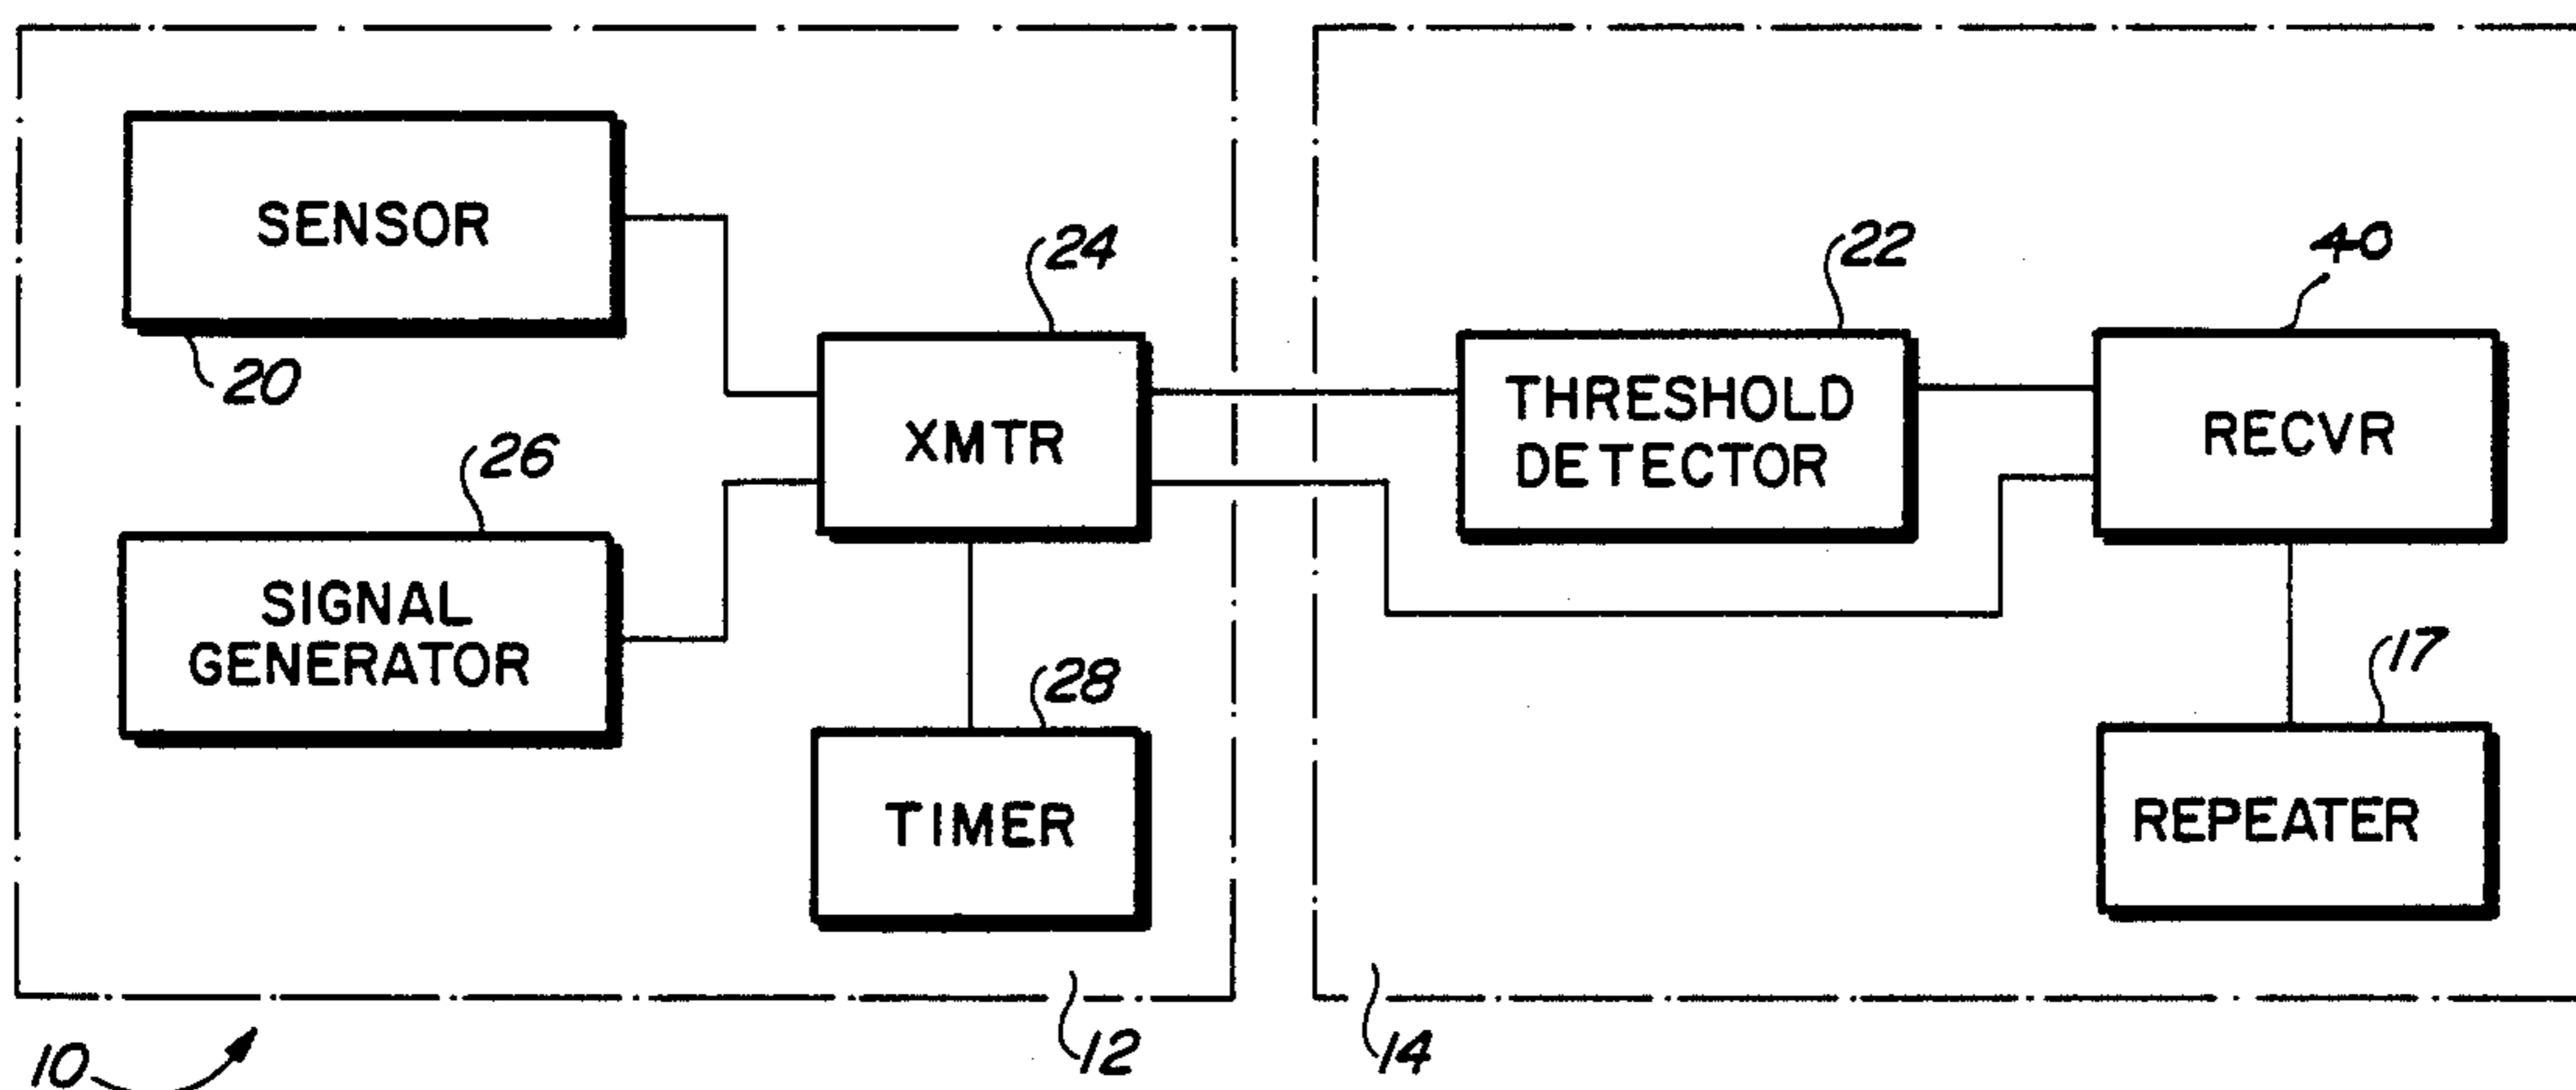 SENSOR
20
24
XMTR
26
SIGNAL
GENERATOR
28
TIMER
12
10
22
THRESHOLD
DETECTOR
40
RECVR
17
REPEATER
14